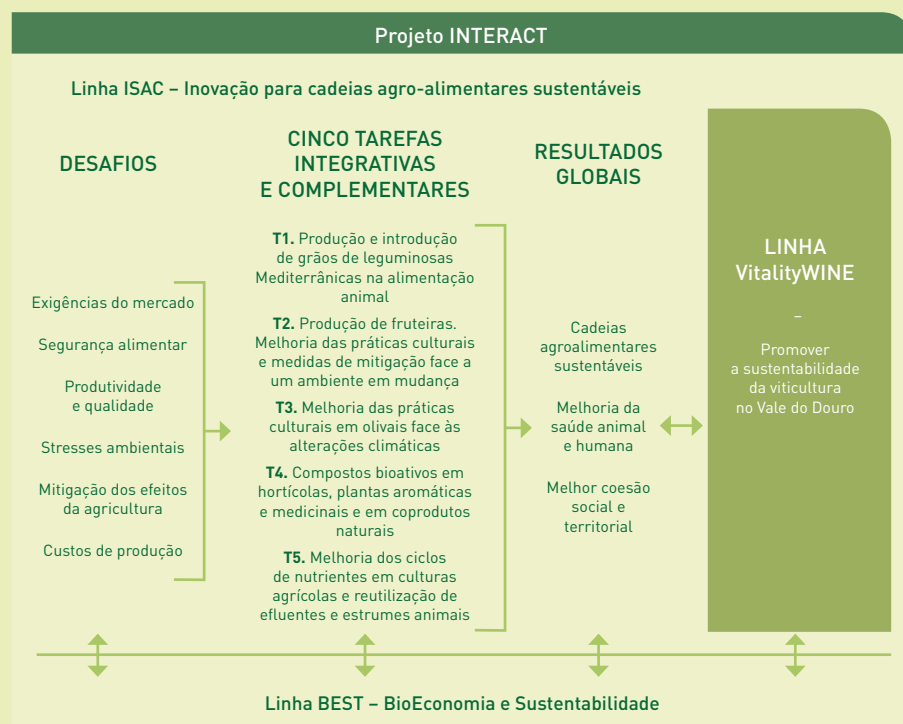 Projeto INTERACT
Linha ISAC – Inovação para cadeias agro-alimentares sustentáveis
DESAFIOS
Exigências do mercado
Segurança alimentar
Produtividade
e qualidade
Stresses ambientais
Mitigação dos efeitos
da agricultura
Custos de produção
CINCO TAREFAS
INTEGRATIVAS
E COMPLEMENTARES
T1. Produção e introdução
de grãos de leguminosas
Mediterrânicas na alimentação
animal
T2. Produção de fruteiras.
Melhoria das práticas culturais
e medidas de mitigação face a
um ambiente em mudança
T3. Melhoria das práticas
culturais em olivais face às
alterações climáticas
T4. Compostos bioativos em
hortícolas, plantas aromáticas
e medicinais e em coprodutos
naturais
T5. Melhoria dos ciclos
de nutrientes em culturas
agrícolas e reutilização de
efluentes e estrumes animais
RESULTADOS
GLOBAIS
Cadeias
agroalimentares
sustentáveis
Melhoria da
saúde animal
e humana
Melhor coesão
social e
territorial
LINHA
VitalityWINE
–
Promover
a sustentabilidade
da viticultura
no Vale do Douro
Linha BEST – BioEconomia e Sustentabilidade